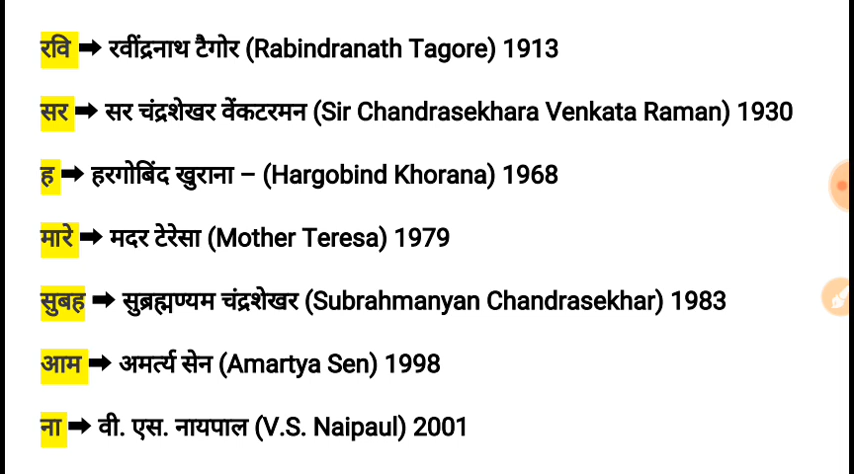 रवि ➡ रवींद्रनाथ टैगोर (Rabindranath Tagore) 1913
सर ➡ सर चंद्रशेखर वेंकटरमन (Sir Chandrasekhara Venkata Raman) 1930
ह ➡ हरगोबिंद खुराना – (Hargobind Khorana) 1968
मारे ➡ मदर टेरेसा (Mother Teresa) 1979
सुबह ➡ सुब्रह्मण्यम चंद्रशेखर (Subrahmanyan Chandrasekhar) 1983
आम ➡ अमर्त्य सेन (Amartya Sen) 1998
ना ➡ वी. एस. नायपाल (V.S. Naipaul) 2001